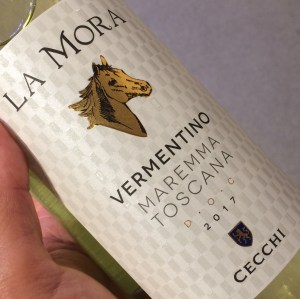 LA MORA
VERMENTINO
MAREMMA
TOSCANA
D.O.C
2017
CECCHI